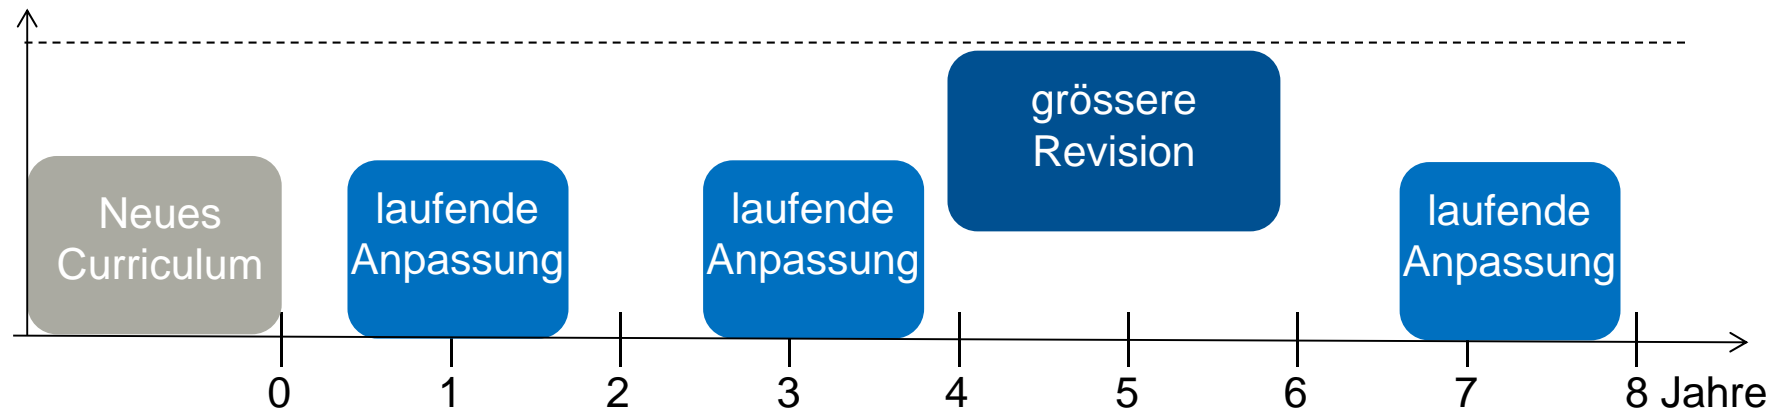 Neues
Curriculum
laufende
Anpassung
laufende
Anpassung
grössere
Revision
laufende
Anpassung
0 1 2 3 4 5 6 7 8 Jahre